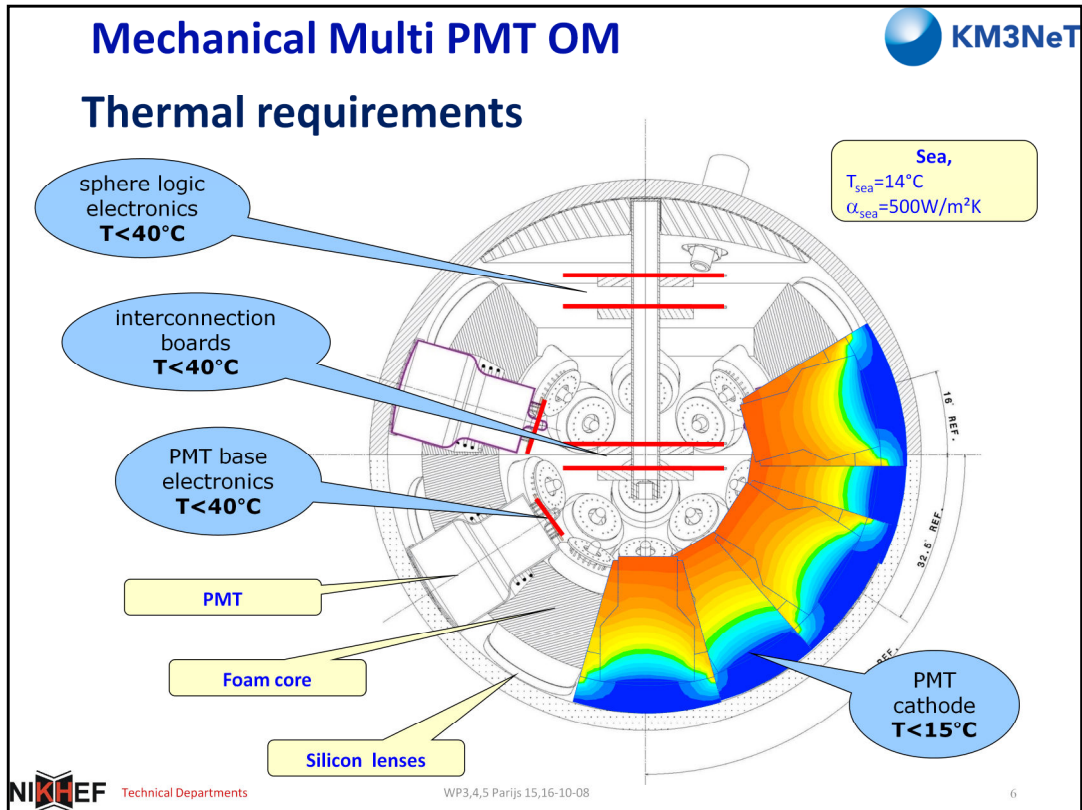 Mechanical Multi PMT OM
KM3NeT
Thermal requirements
Sea,
Tsea=14°C
αsea=500W/m²K
sphere logic
electronics
T<40°C
interconnection
boards
T<40°C
PMT base
electronics
T<40°C
16° REF.
32.5° REF.
REF.
PMT
Foam core
Silicon lenses
PMT
cathode
T<15°C
NIKHEF Technical Departments
WP3,4,5 Parijs 15,16-10-08
6